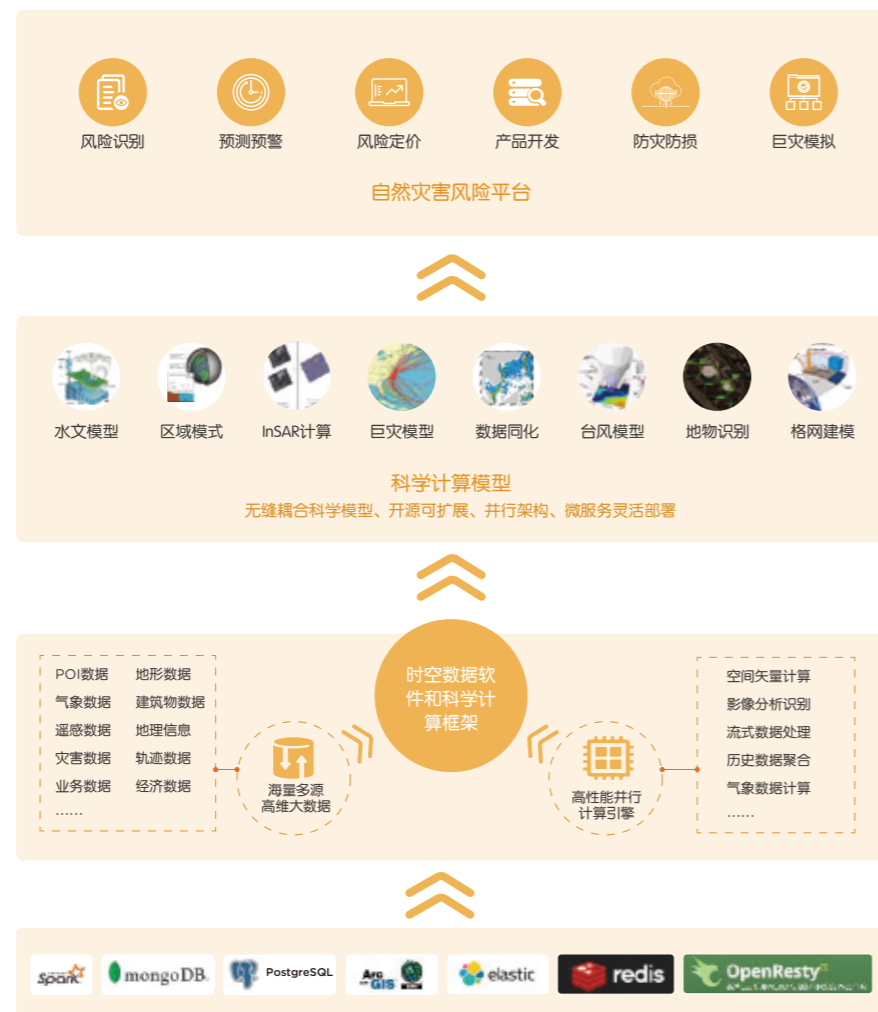 风险识别
预测预警
风险定价
产品开发
防灾防损
巨灾模拟
自然灾害风险平台
水文模型
区域模式
InSAR计算
巨灾模型
数据同化
台风模型
地物识别
格网建模
科学计算模型
无缝耦合科学模型、开源可扩展、并行架构、微服务灵活部署
时空数据软
件和科学计
算框架
POI数据 地形数据
气象数据 建筑物数据
遥感数据 地理信息
灾害数据 轨迹数据
业务数据 经济数据
……
海量多源
高维大数据
高性能并行
计算引擎
空间矢量计算
影像分析识别
流式数据处理
历史数据聚合
气象数据计算
……
Spark
mongoDB
PostgreSQL
Arc
GIS
elastic
redis
OpenResty